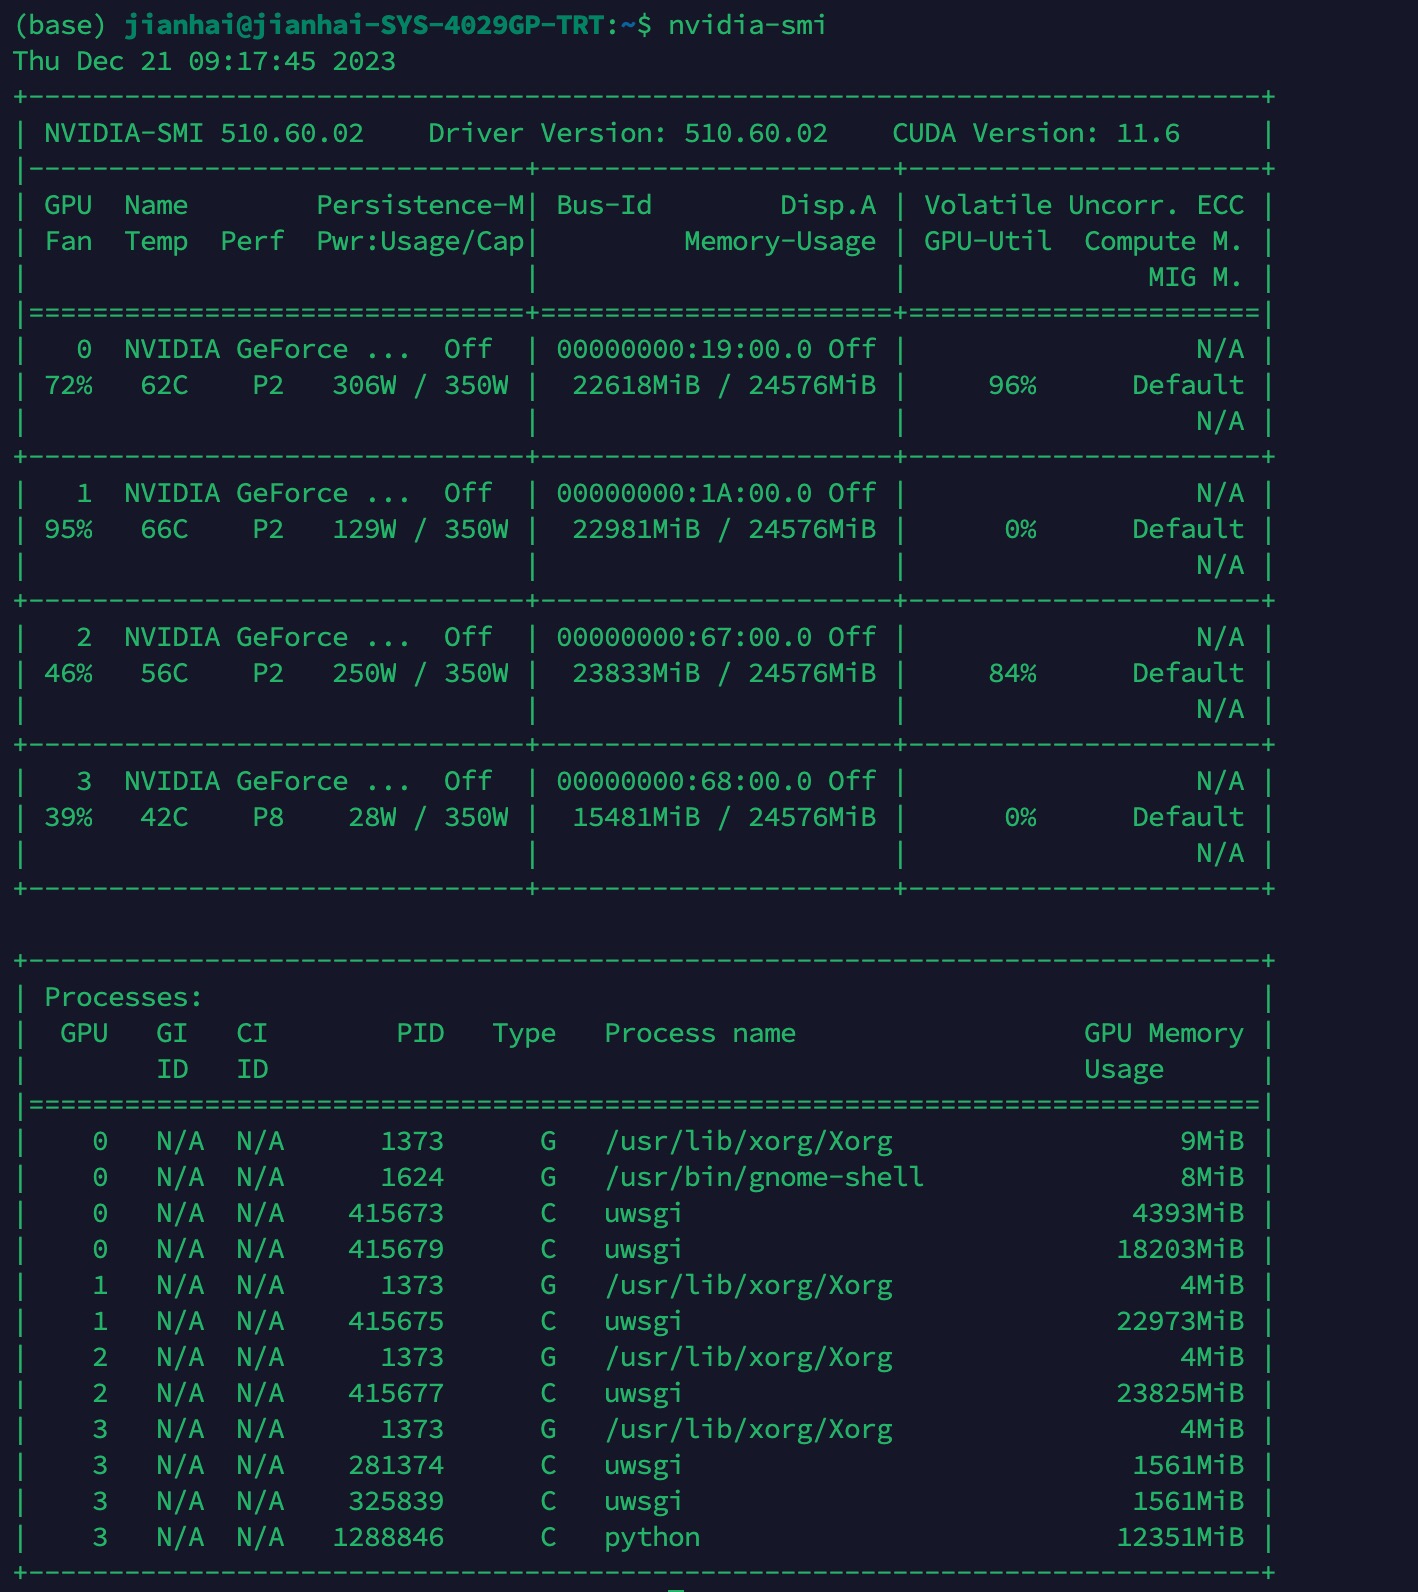 (base) jianhai@jianhai-SYS-4029GP-TRT:~$ nvidia-smi
Thu Dec 21 09:17:45 2023
+-----------------------------------------------------------------------------+
| NVIDIA-SMI 510.60.02    Driver Version: 510.60.02    CUDA Version: 11.6     |
|-------------------------------+----------------------+----------------------+
| GPU  Name        Persistence-M| Bus-Id        Disp.A | Volatile Uncorr. ECC |
| Fan  Temp  Perf  Pwr:Usage/Cap|         Memory-Usage | GPU-Util  Compute M. |
|                               |                      |               MIG M. |
|===============================+======================+======================|
|   0  NVIDIA GeForce ...  Off  | 00000000:19:00.0 Off |                  N/A |
| 72%   62C    P2   306W / 350W |  22618MiB / 24576MiB |     96%      Default |
|                               |                      |                  N/A |
+-------------------------------+----------------------+----------------------+
|   1  NVIDIA GeForce ...  Off  | 00000000:1A:00.0 Off |                  N/A |
| 95%   66C    P2   129W / 350W |  22981MiB / 24576MiB |      0%      Default |
|                               |                      |                  N/A |
+-------------------------------+----------------------+----------------------+
|   2  NVIDIA GeForce ...  Off  | 00000000:67:00.0 Off |                  N/A |
| 46%   56C    P2   250W / 350W |  23833MiB / 24576MiB |     84%      Default |
|                               |                      |                  N/A |
+-------------------------------+----------------------+----------------------+
|   3  NVIDIA GeForce ...  Off  | 00000000:68:00.0 Off |                  N/A |
| 39%   42C    P8    28W / 350W |  15481MiB / 24576MiB |      0%      Default |
|                               |                      |                  N/A |
+-------------------------------+----------------------+----------------------+

+-----------------------------------------------------------------------------+
| Processes:                                                                  |
|  GPU   GI   CI        PID   Type   Process name                  GPU Memory |
|        ID   ID                                                   Usage      |
|=============================================================================|
|    0   N/A  N/A      1373      G   /usr/lib/xorg/Xorg                  9MiB |
|    0   N/A  N/A      1624      G   /usr/bin/gnome-shell                8MiB |
|    0   N/A  N/A    415673      C   uwsgi                            4393MiB |
|    0   N/A  N/A    415679      C   uwsgi                           18203MiB |
|    1   N/A  N/A      1373      G   /usr/lib/xorg/Xorg                  4MiB |
|    1   N/A  N/A    415675      C   uwsgi                           22973MiB |
|    2   N/A  N/A      1373      G   /usr/lib/xorg/Xorg                  4MiB |
|    2   N/A  N/A    415677      C   uwsgi                           23825MiB |
|    3   N/A  N/A      1373      G   /usr/lib/xorg/Xorg                  4MiB |
|    3   N/A  N/A    281374      C   uwsgi                            1561MiB |
|    3   N/A  N/A    325839      C   uwsgi                            1561MiB |
|    3   N/A  N/A   1288846      C   python                          12351MiB |
+-----------------------------------------------------------------------------+